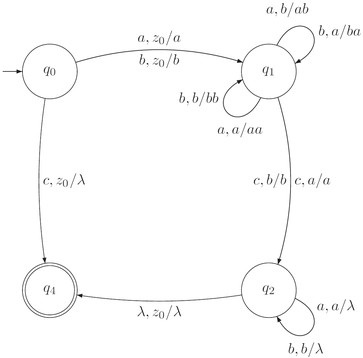 a, b/ab
a, z₀/a
b, a/ba
b, z₀/b
q₀
q₁
b, b/bb
a, a/aa
c, z₀/λ
c, b/b
c, a/a
q₄
q₂
λ, z₀/λ
a, a/λ
b, b/λ